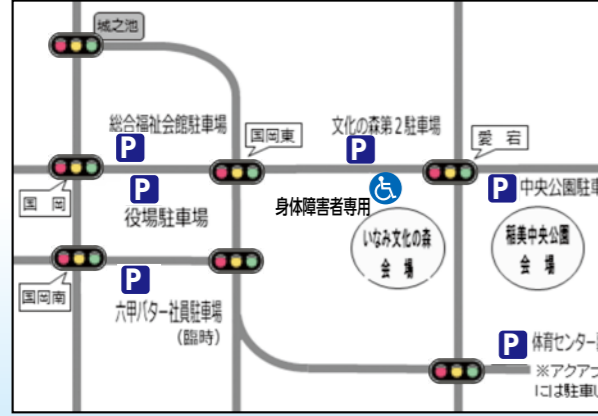 城之池
総合福祉会館駐車場
P
国岡東
文化の森第2駐車場
P
愛宕
国岡
P
役場駐車場
身体障害者専用
P
中央公園駐車
いなみ文化の森
会場
稲美中央公園
会場
国岡南
P
六甲バター社員駐車場
(臨時)
P
体育センター
※アクア
には駐車